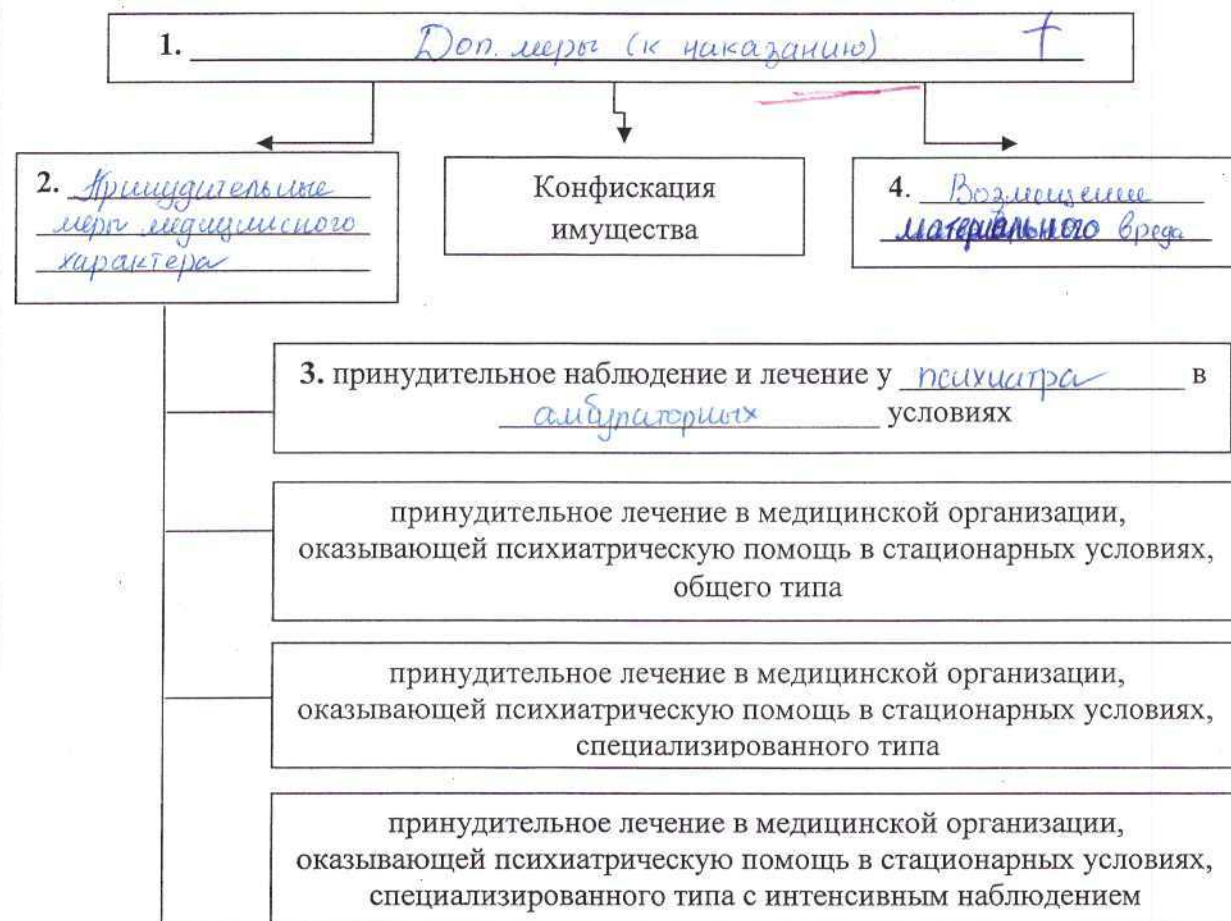 1. Доп. меры (к наказанию) +
2. Принудительные
меры медицинского
характера
Конфискация
имущества
4. Возмещение
материального вреда
3. принудительное наблюдение и лечение у психиатра в
амбулаторных условиях
принудительное лечение в медицинской организации,
оказывающей психиатрическую помощь в стационарных условиях,
общего типа
принудительное лечение в медицинской организации,
оказывающей психиатрическую помощь в стационарных условиях,
специализированного типа
принудительное лечение в медицинской организации,
оказывающей психиатрическую помощь в стационарных условиях,
специализированного типа с интенсивным наблюдением